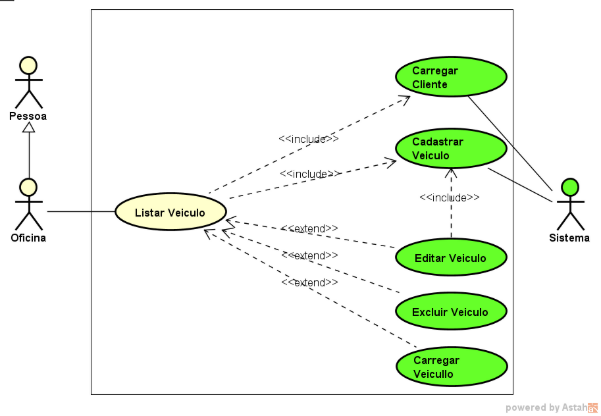 Pessoa
Oficina
Listar Veiculo
Carregar
Cliente
Cadastrar
Veiculo
Editar Veiculo
Excluir Veiculo
Carregar
Veicullo
<<include>>
<<include>>
<<include>>
<<extend>>
<<extend>>
<<extend>>
Sistema
powered by Astah